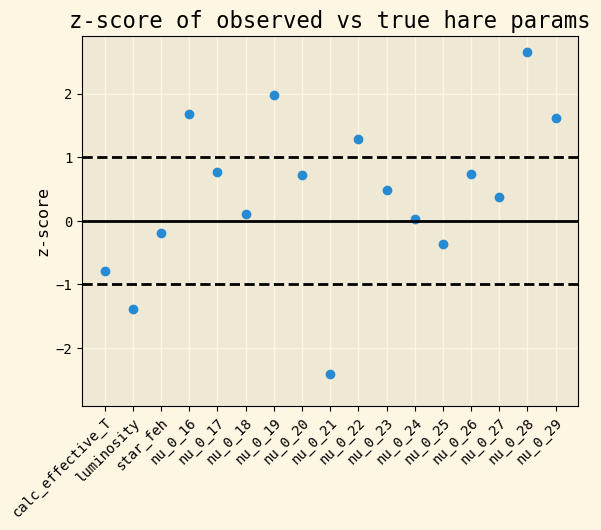 z-score of observed vs true hare params
z-score
2
1
0
−1
−2
calc_effective_T
luminosity
star_feh
nu_0_16
nu_0_17
nu_0_18
nu_0_19
nu_0_20
nu_0_21
nu_0_22
nu_0_23
nu_0_24
nu_0_25
nu_0_26
nu_0_27
nu_0_28
nu_0_29